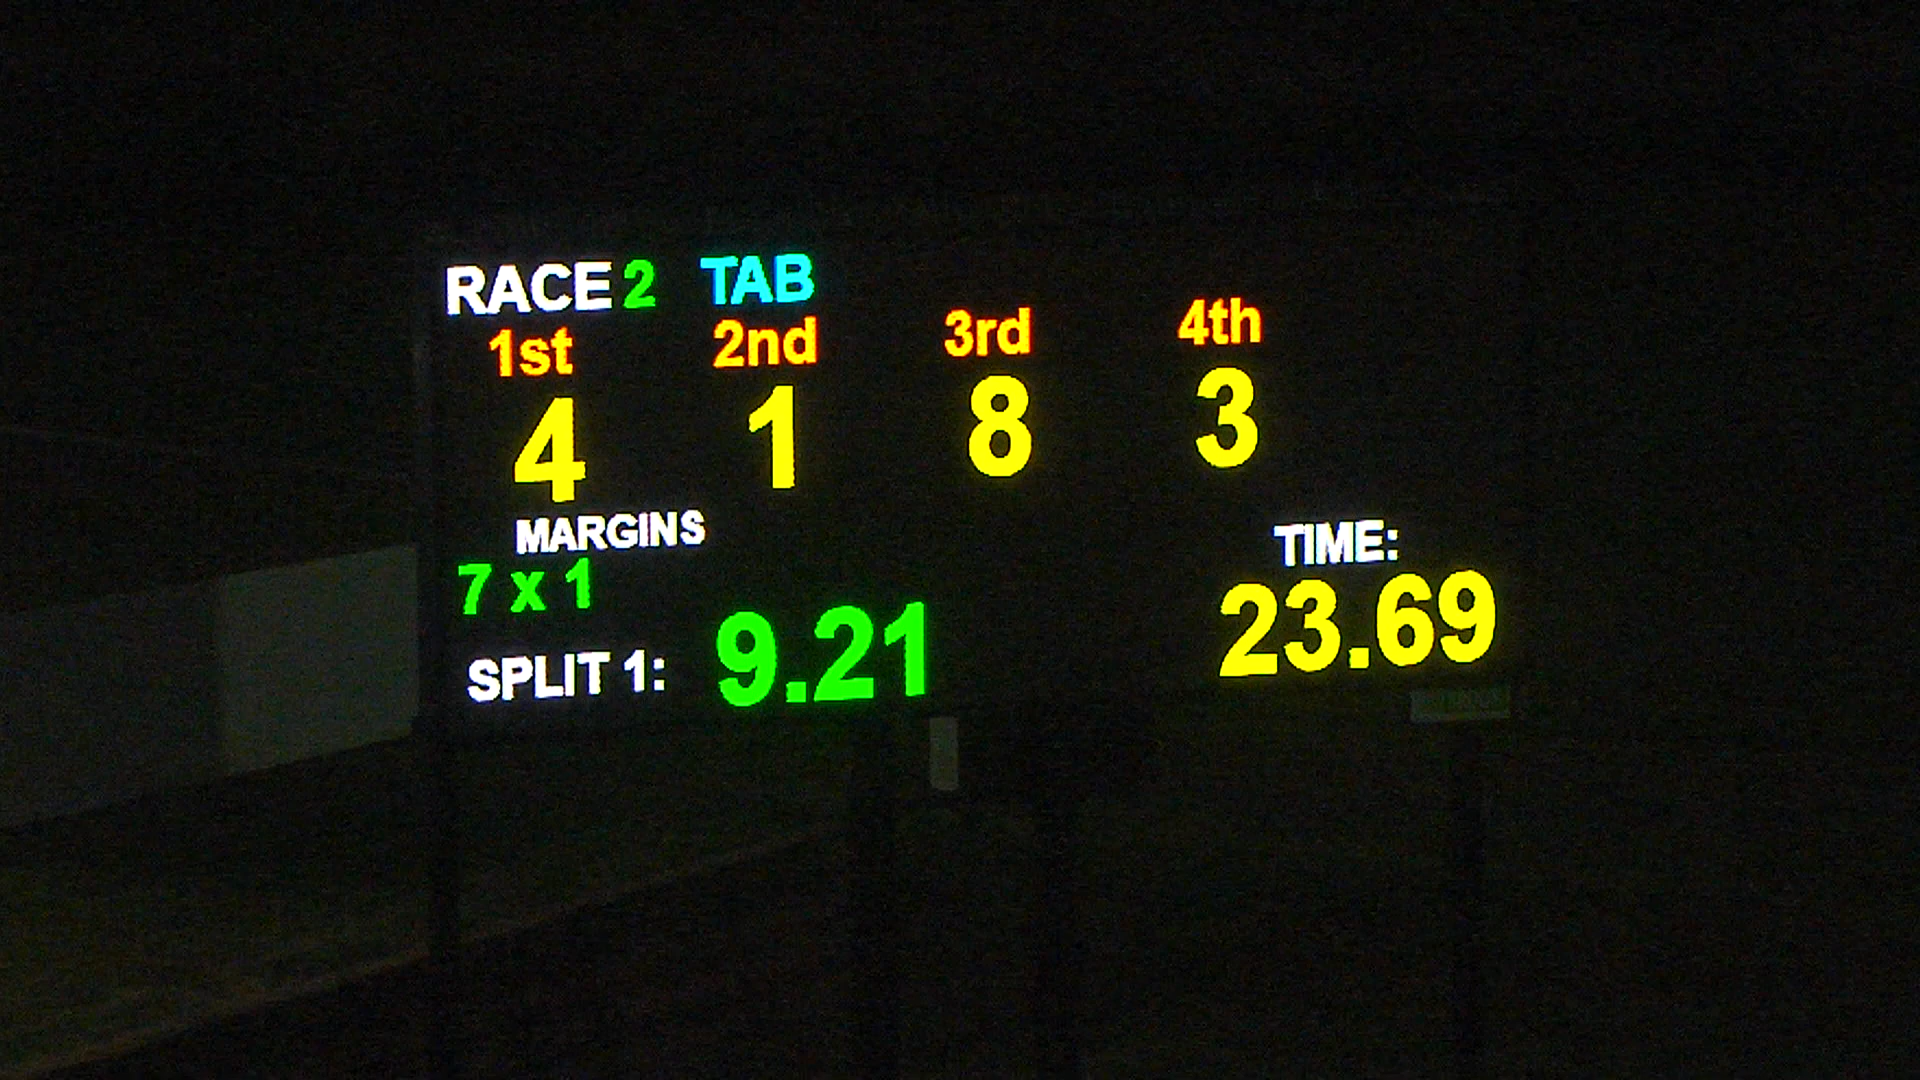 RACE 2 TAB
1st 2nd 3rd 4th
4 1 8 3
MARGINS
7 x 1
TIME:
SPLIT 1: 9.21
23.69